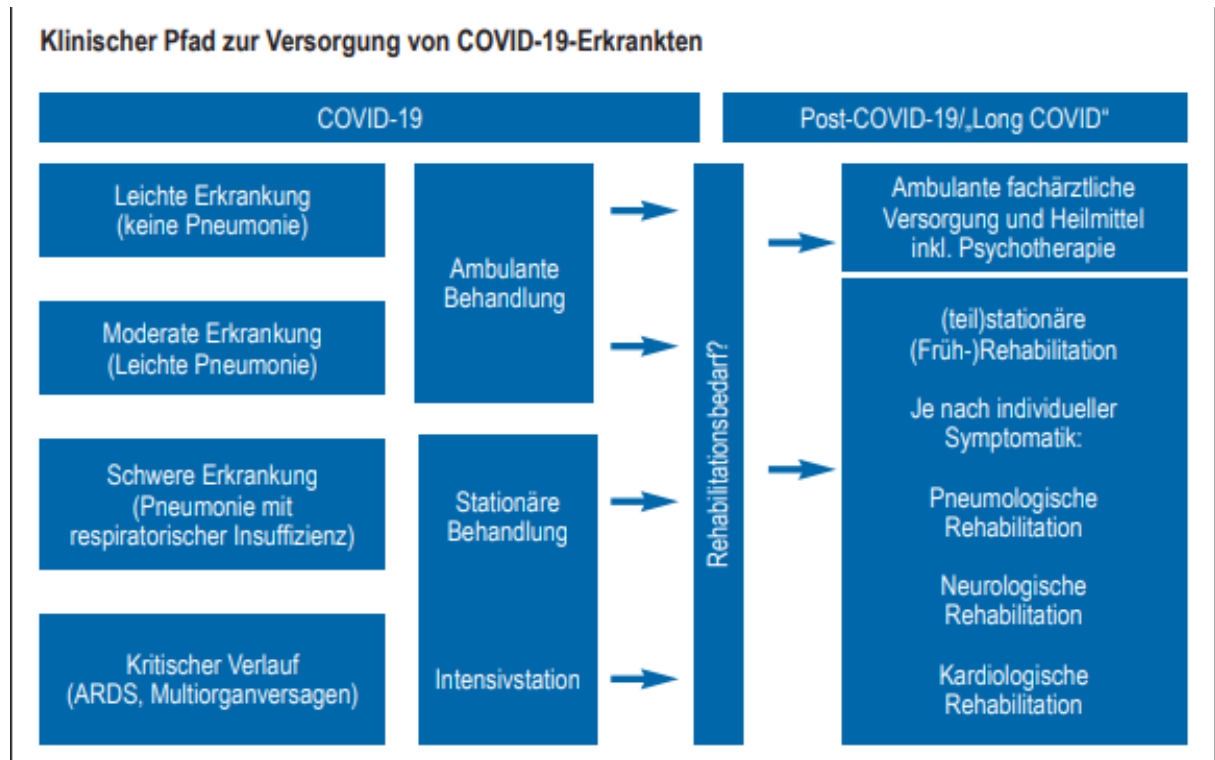 Klinischer Pfad zur Versorgung von COVID-19-Erkrankten
COVID-19
Post-COVID-19/„Long COVID“
Leichte Erkrankung
(keine Pneumonie)
Moderate Erkrankung
(Leichte Pneumonie)
Schwere Erkrankung
(Pneumonie mit
respiratorischer Insuffizienz)
Kritischer Verlauf
(ARDS, Multiorganversagen)
Ambulante
Behandlung
Stationäre
Behandlung
Intensivstation
Rehabilitationsbedarf?
Ambulante fachärztliche
Versorgung und Heilmittel
inkl. Psychotherapie
(teil)stationäre
(Früh-)Rehabilitation
Je nach individueller
Symptomatik:
Pneumologische
Rehabilitation
Neurologische
Rehabilitation
Kardiologische
Rehabilitation